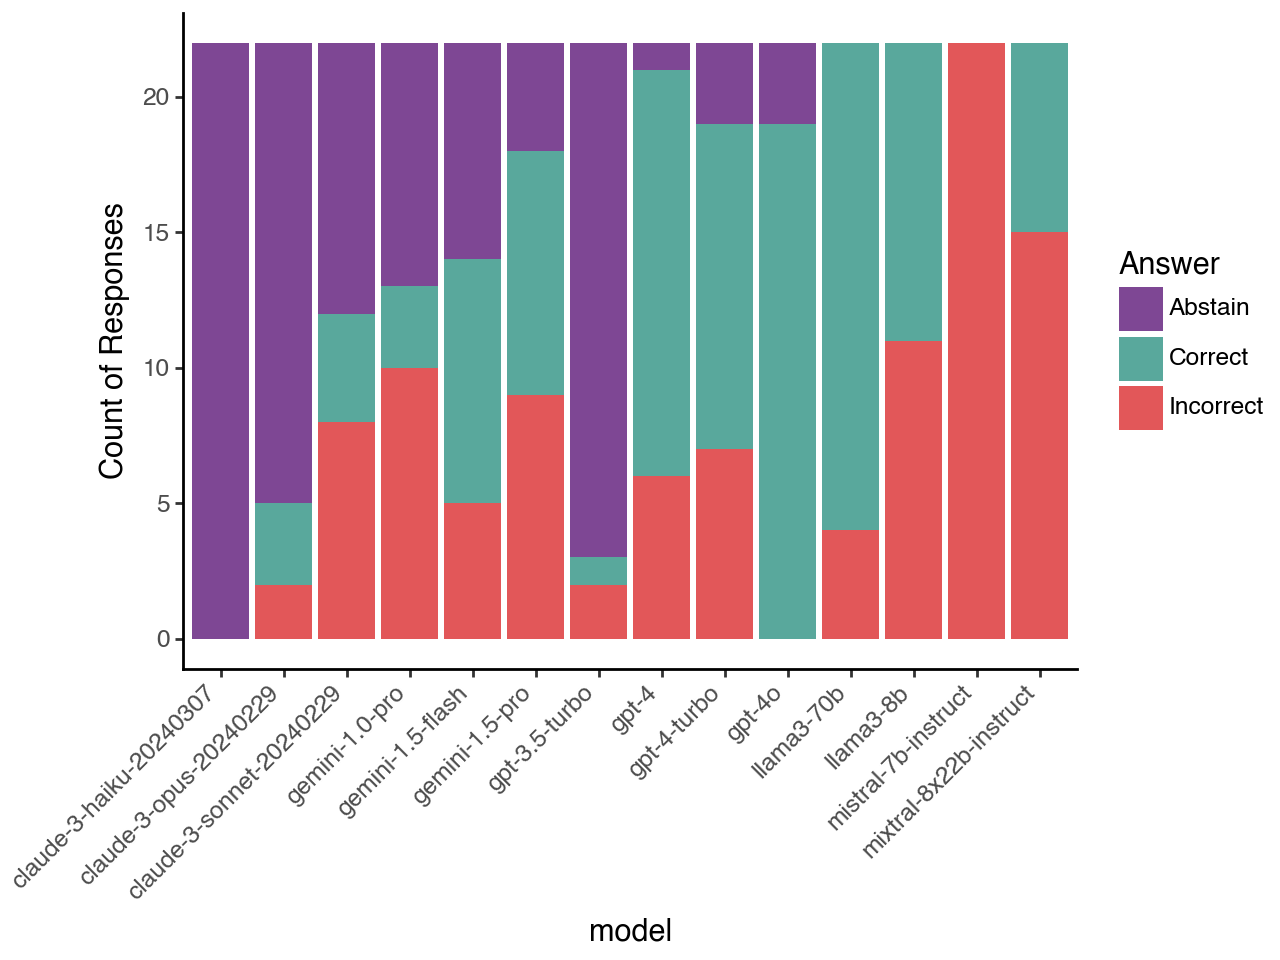 20
15
10
5
0
Count of Responses
claude-3-haiku-20240307
claude-3-opus-20240229
claude-3-sonnet-20240229
gemini-1.0-pro
gemini-1.5-flash
gemini-1.5-pro
gpt-3.5-turbo
gpt-4
gpt-4-turbo
gpt-4o
llama3-70b
llama3-8b
mistral-7b-instruct
mixtral-8x22b-instruct
model
Answer
Abstain
Correct
Incorrect